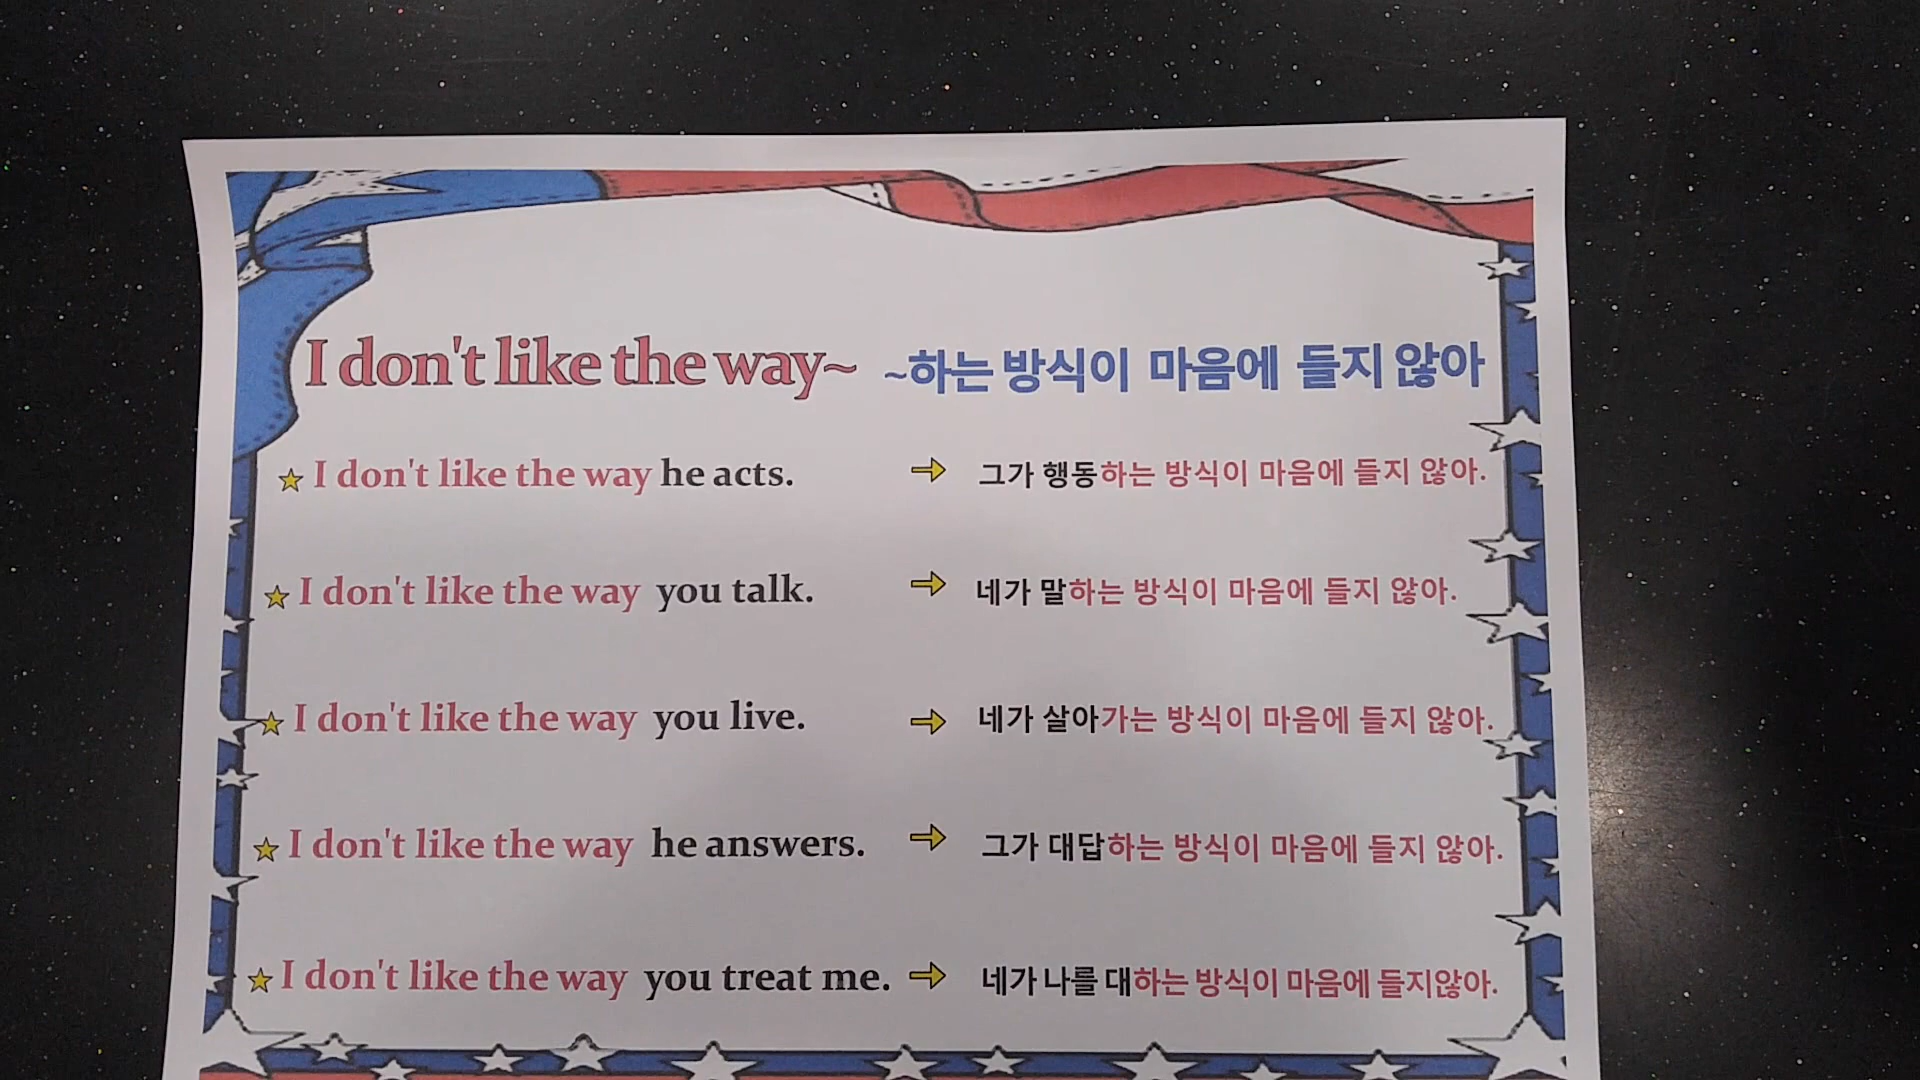 I don't like the way~ ~하는 방식이 마음에 들지 않아
I don't like the way he acts. 그가 행동하는 방식이 마음에 들지 않아.
I don't like the way you talk. 네가 말하는 방식이 마음에 들지 않아.
I don't like the way you live. 네가 살아가는 방식이 마음에 들지 않아.
I don't like the way he answers. 그가 대답하는 방식이 마음에 들지 않아.
I don't like the way you treat me. 네가 나를 대하는 방식이 마음에 들지않아.